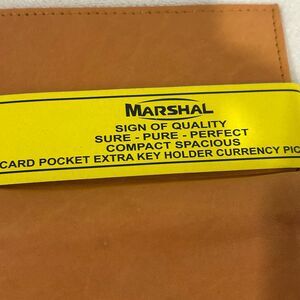 MARSHAL
SIGN OF QUALITY
SURE - PURE - PERFECT
COMPACT SPACIOUS
CARD POCKET EXTRA KEY HOLDER CURRENCY PIC